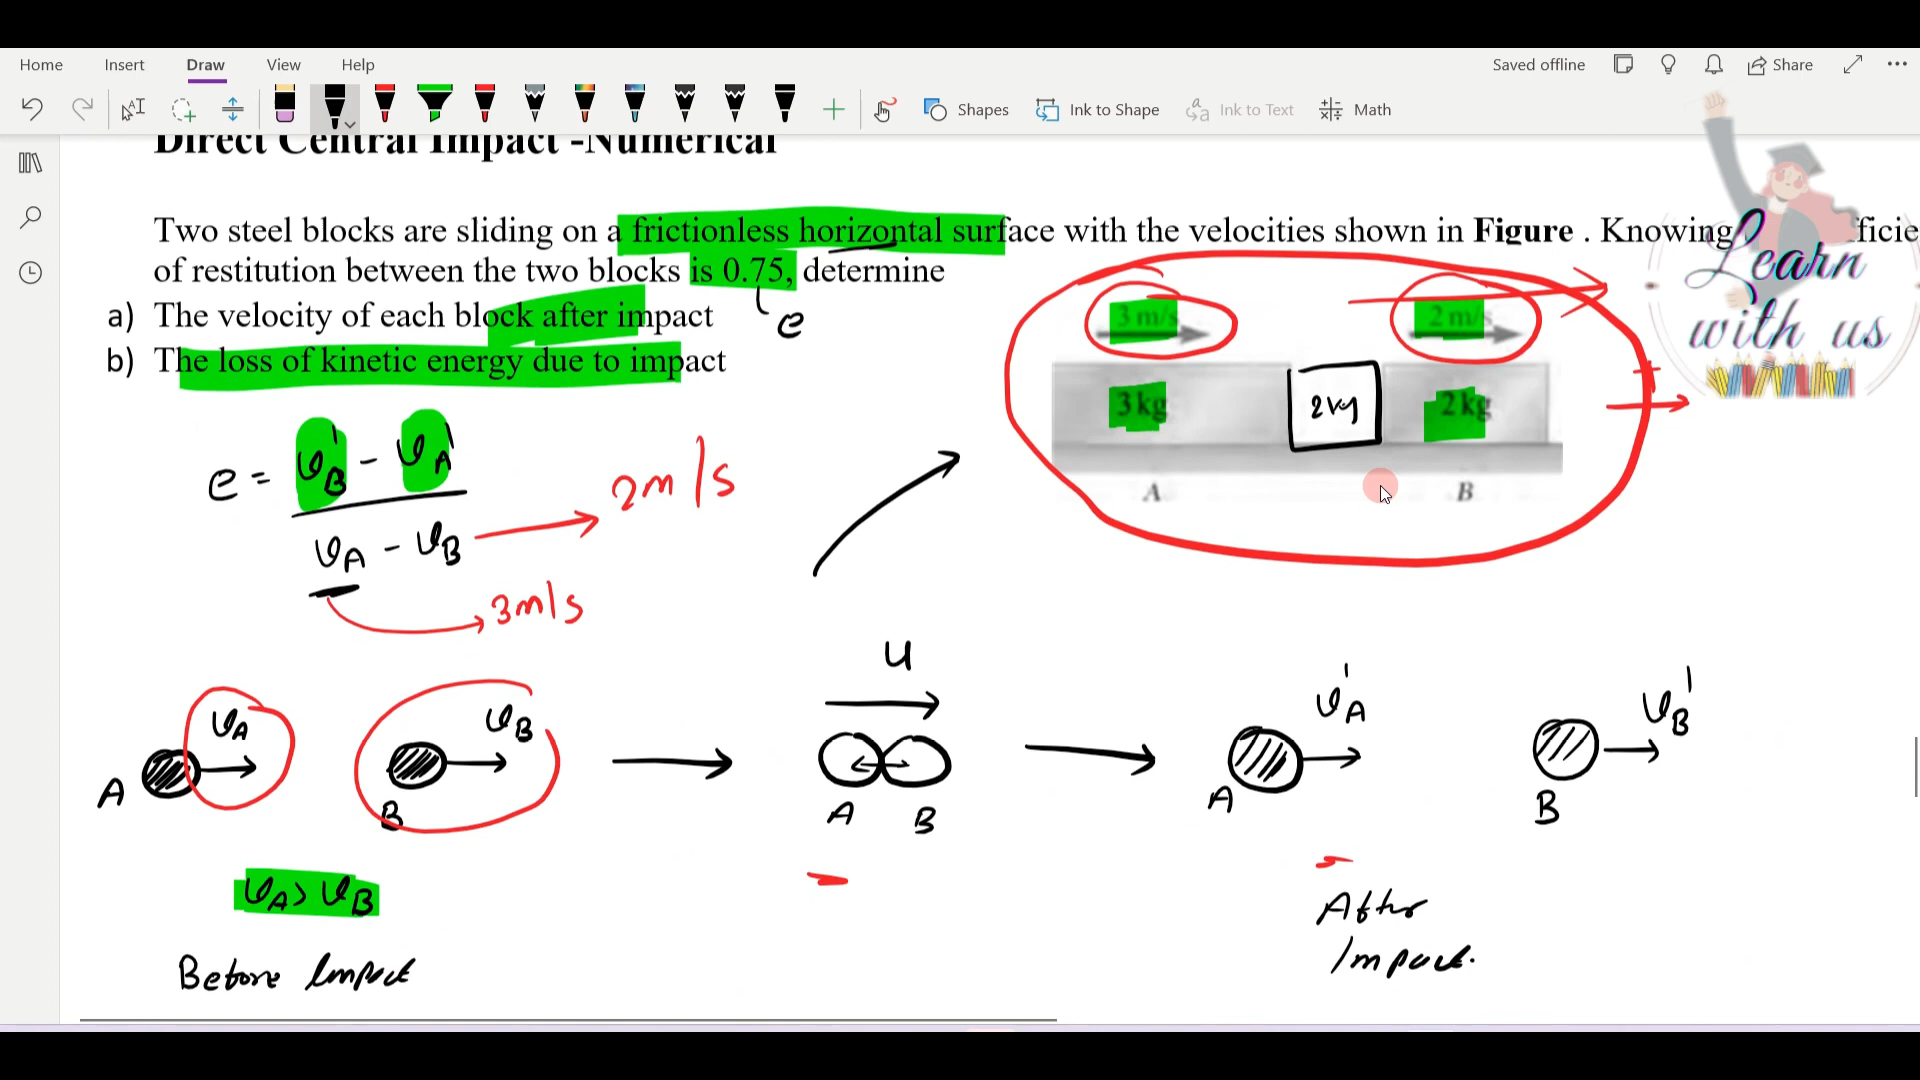 Home Insert Draw View Help
Saved offline Share
Shapes Ink to Shape Ink to Text Math
Direct Central Impact -Numerical
Two steel blocks are sliding on a frictionless horizontal surface with the velocities shown in Figure . Knowing
of restitution between the two blocks is 0.75, determine
a) The velocity of each block after impact
b) The loss of kinetic energy due to impact
e
3 m/s 2 m/s
3 kg 2kg 2 kg
A B
Learn
with us
e = vB' - vA'
vA - vB → 2m/s
→ 3m/s
A vA
B vB
u
A B
A vA'
B vB'
vA > vB
Before Impact
After
Impact.